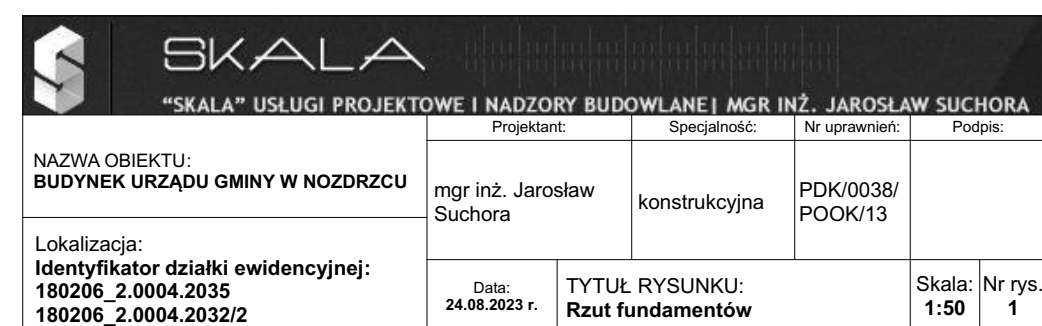 SKALA
"SKALA" USŁUGI PROJEKTOWE I NADZORY BUDOWLANE| MGR INŻ. JAROSŁAW SUCHORA
NAZWA OBIEKTU:
BUDYNEK URZĄDU GMINY W NOZDRZCU
Lokalizacja:
Identyfikator działki ewidencyjnej:
180206_2.0004.2035
180206_2.0004.2032/2
Projektant:
mgr inż. Jarosław
Suchora
Specjalność:
konstrukcyjna
Nr uprawnień:
PDK/0038/
POOK/13
Podpis:
Data:
24.08.2023 r.
TYTUŁ RYSUNKU:
Rzut fundamentów
Skala:
1:50
Nr rys.
1